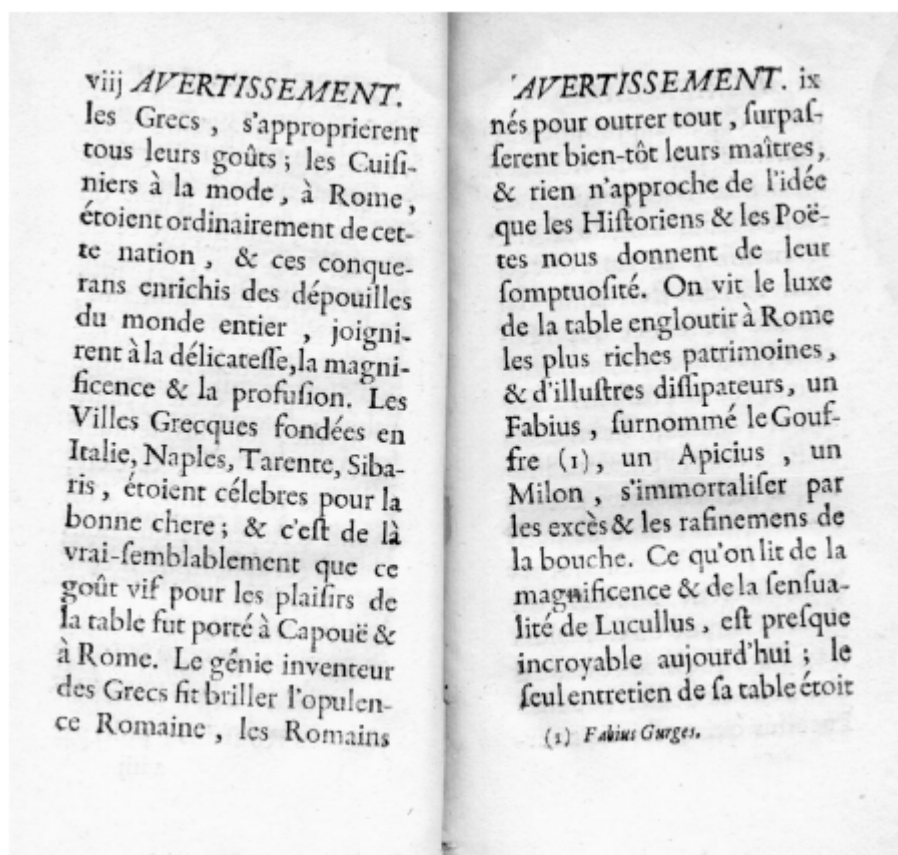 viij AVERTISSEMENT.
les Grecs , s'approprierent
tous leurs goûts ; les Cuiſi-
niers à la mode , à Rome ,
étoient ordinairement de cet-
te nation , & ces conque-
rans enrichis des dépouilles
du monde entier , joigni-
rent à la délicateſſe, la magni-
ficence & la profuſion. Les
Villes Grecques fondées en
Italie, Naples, Tarente, Siba-
ris , étoient célebres pour la
bonne chere ; & c'eſt de là
vrai-ſemblablement que ce
goût vif pour les plaiſirs de
la table fut porté à Capouë &
à Rome. Le génie inventeur
des Grecs fit briller l'opulen-
ce Romaine , les Romains
AVERTISSEMENT. ix
nés pour outrer tout , ſurpaſ-
ſerent bien-tôt leurs maîtres,
& rien n'approche de l'idée
que les Hiſtoriens & les Poë-
tes nous donnent de leur
ſomptuoſité. On vit le luxe
de la table engloutir à Rome
les plus riches patrimoines ,
& d'illuſtres diſſipateurs, un
Fabius , ſurnommé le Gouf-
fre (1), un Apicius , un
Milon , s'immortaliſer par
les excès & les rafinemens de
la bouche. Ce qu'on lit de la
magnificence & de la ſenſua-
lité de Lucullus , eſt preſque
incroyable aujourd'hui ; le
ſeul entretien de ſa table étoit
(1) Fabius Gurges.